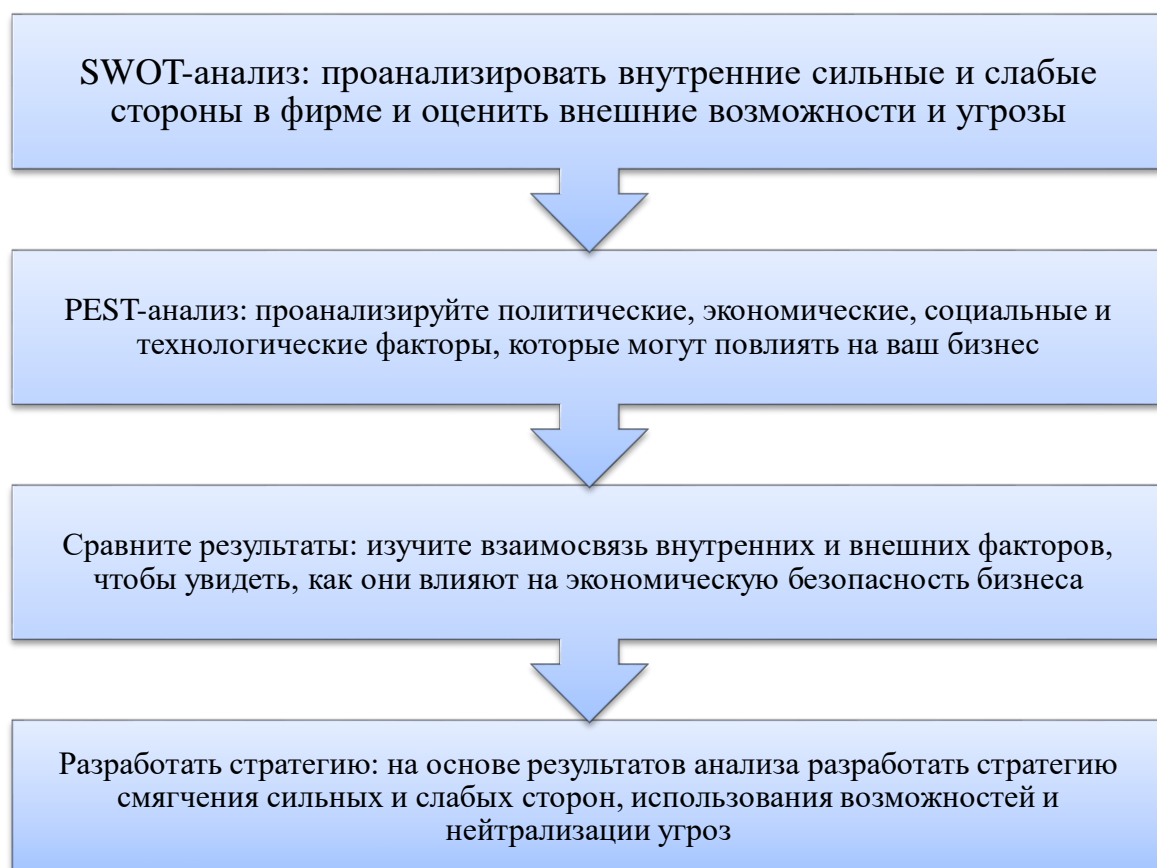 SWOT-анализ: проанализировать внутренние сильные и слабые
стороны в фирме и оценить внешние возможности и угрозы
PEST-анализ: проанализируйте политические, экономические, социальные и
технологические факторы, которые могут повлиять на ваш бизнес
Сравните результаты: изучите взаимосвязь внутренних и внешних факторов,
чтобы увидеть, как они влияют на экономическую безопасность бизнеса
Разработать стратегию: на основе результатов анализа разработать стратегию
смягчения сильных и слабых сторон, использования возможностей и
нейтрализации угроз